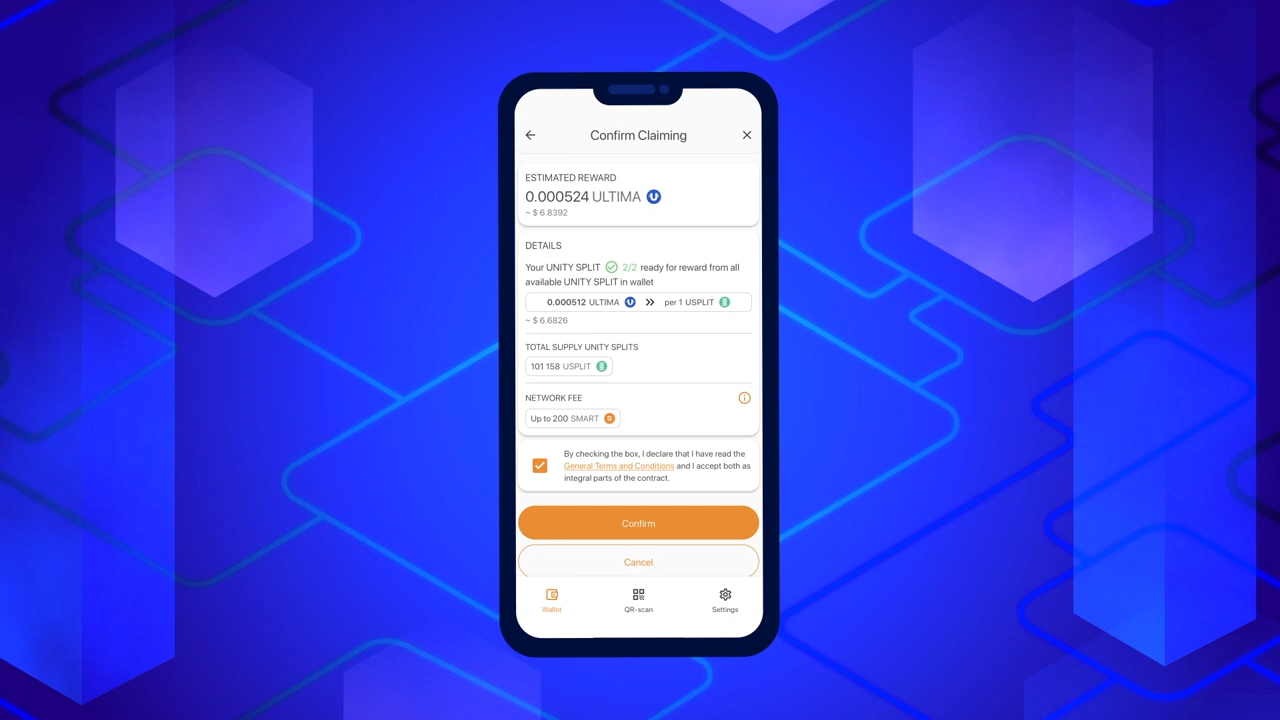 Confirm Claiming
ESTIMATED REWARD
0.000524 ULTIMA
~ $ 6.8392
DETAILS
Your UNITY SPLIT 2/2 ready for reward from all
available UNITY SPLIT in wallet
0.000512 ULTIMA » per 1 USPLIT
~ $ 6.6826
TOTAL SUPPLY UNITY SPLITS
101 158 USPLIT
NETWORK FEE
Up to 200 SMART
By checking the box, I declare that I have read the
General Terms and Conditions and I accept both as
integral parts of the contract.
Confirm
Cancel
Wallet QR-scan Settings